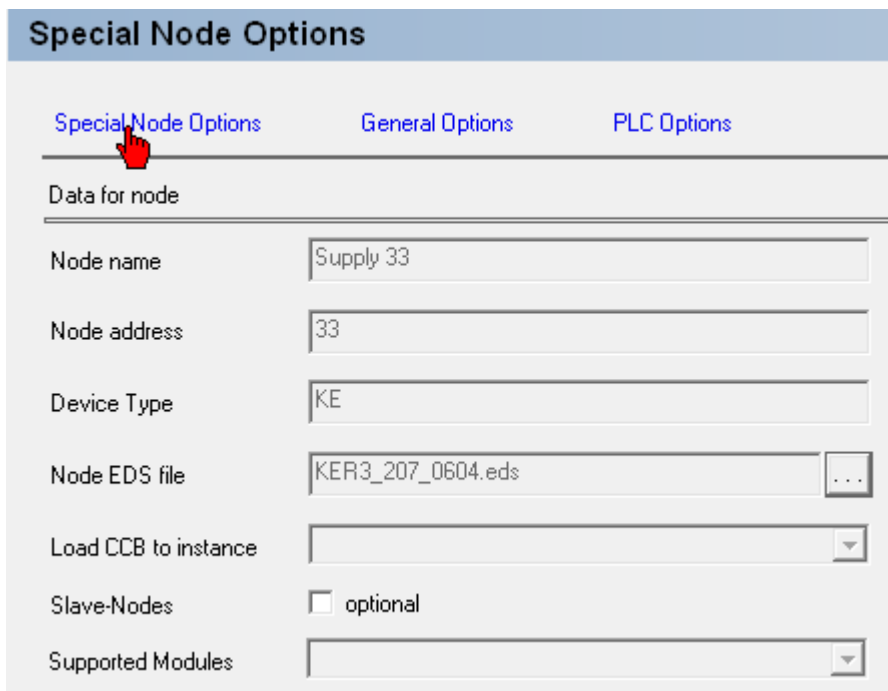 Special Node Options
Special Node Options General Options PLC Options
Data for node
Node name Supply 33
Node address 33
Device Type KE
Node EDS file KER3_207_0604.eds ...
Load CCB to instance
Slave-Nodes optional
Supported Modules